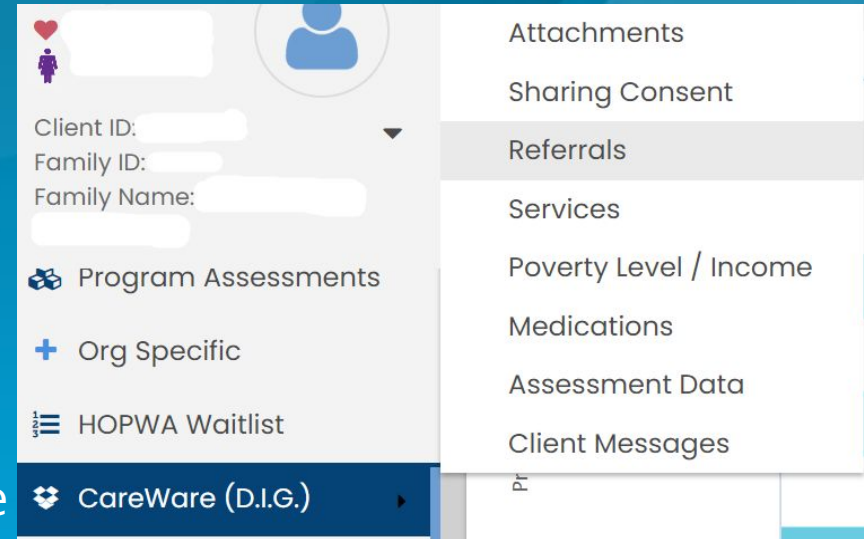 Client ID:
Family ID:
Family Name:
Program Assessments
Org Specific
HOPWA Waitlist
CareWare (D.I.G.)
Attachments
Sharing Consent
Referrals
Services
Poverty Level / Income
Medications
Assessment Data
Client Messages